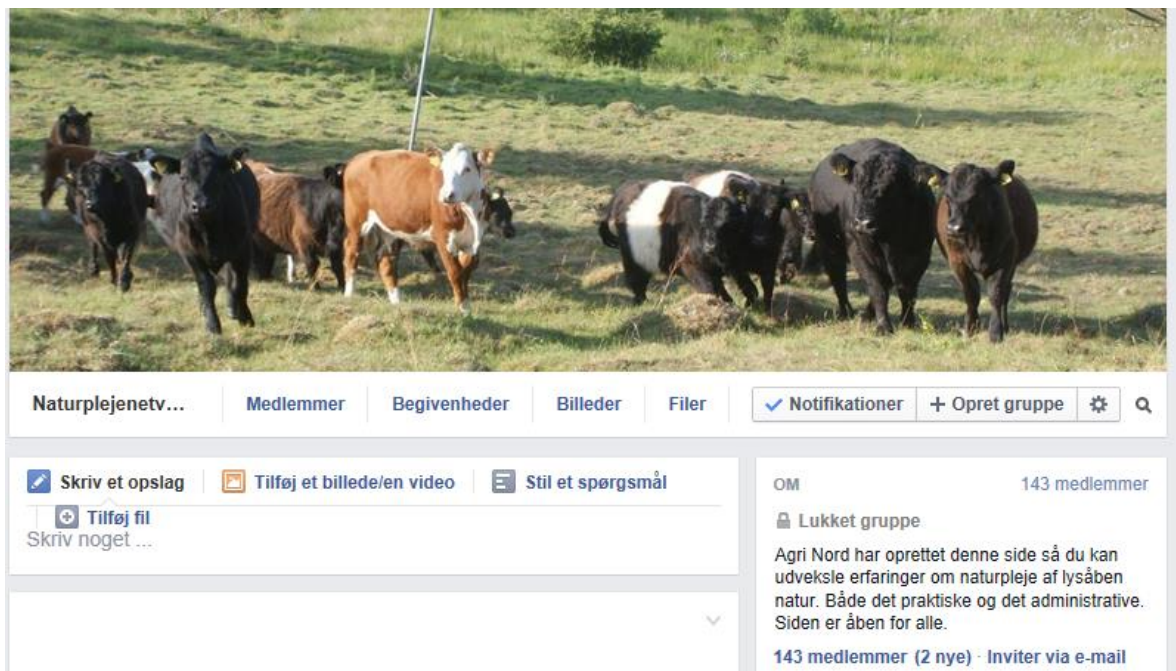 Naturplejenetv...
Medlemmer
Begivenheder
Billeder
Filer
Notifikationer
Opret gruppe
Skriv et opslag
Tilføj et billede/en video
Stil et spørgsmål
Tilføj fil
Skriv noget ...
OM
143 medlemmer
Lukket gruppe
Agri Nord har oprettet denne side så du kan
udveksle erfaringer om naturpleje af lysåben
natur. Både det praktiske og det administrative.
Siden er åben for alle.
143 medlemmer (2 nye) · Inviter via e-mail